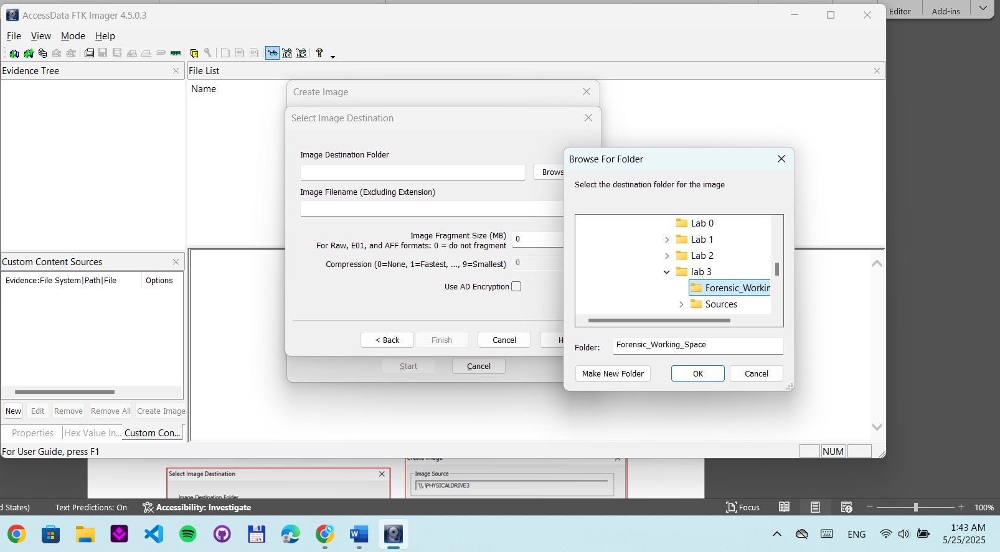 AccessData FTK Imager 4.5.0.3
Editor
Add-ins
File View Mode Help
TEXT
HEX
Evidence Tree
File List
Name
Create Image
Select Image Destination
Image Destination Folder
Brows
Image Filename (Excluding Extension)
Image Fragment Size (MB)
For Raw, E01, and AFF formats: 0 = do not fragment
0
Compression (0=None, 1=Fastest, ..., 9=Smallest)
0
Use AD Encryption
< Back
Finish
Cancel
H
Start
Cancel
Browse For Folder
Select the destination folder for the image
Lab 0
Lab 1
Lab 2
lab 3
Forensic_Workin
Sources
Folder:
Forensic_Working_Space
Make New Folder
OK
Cancel
Custom Content Sources
Evidence:File System|Path|File
Options
New
Edit
Remove
Remove All
Create Image
Properties
Hex Value In...
Custom Con...
For User Guide, press F1
NUM
Select Image Destination
Image Destination Folder
Create Image
Image Source
\\.\PHYSICALDRIVE3
d States)
Text Predictions: On
Accessibility: Investigate
Focus
100%
64
ENG
1:43 AM
5/25/2025